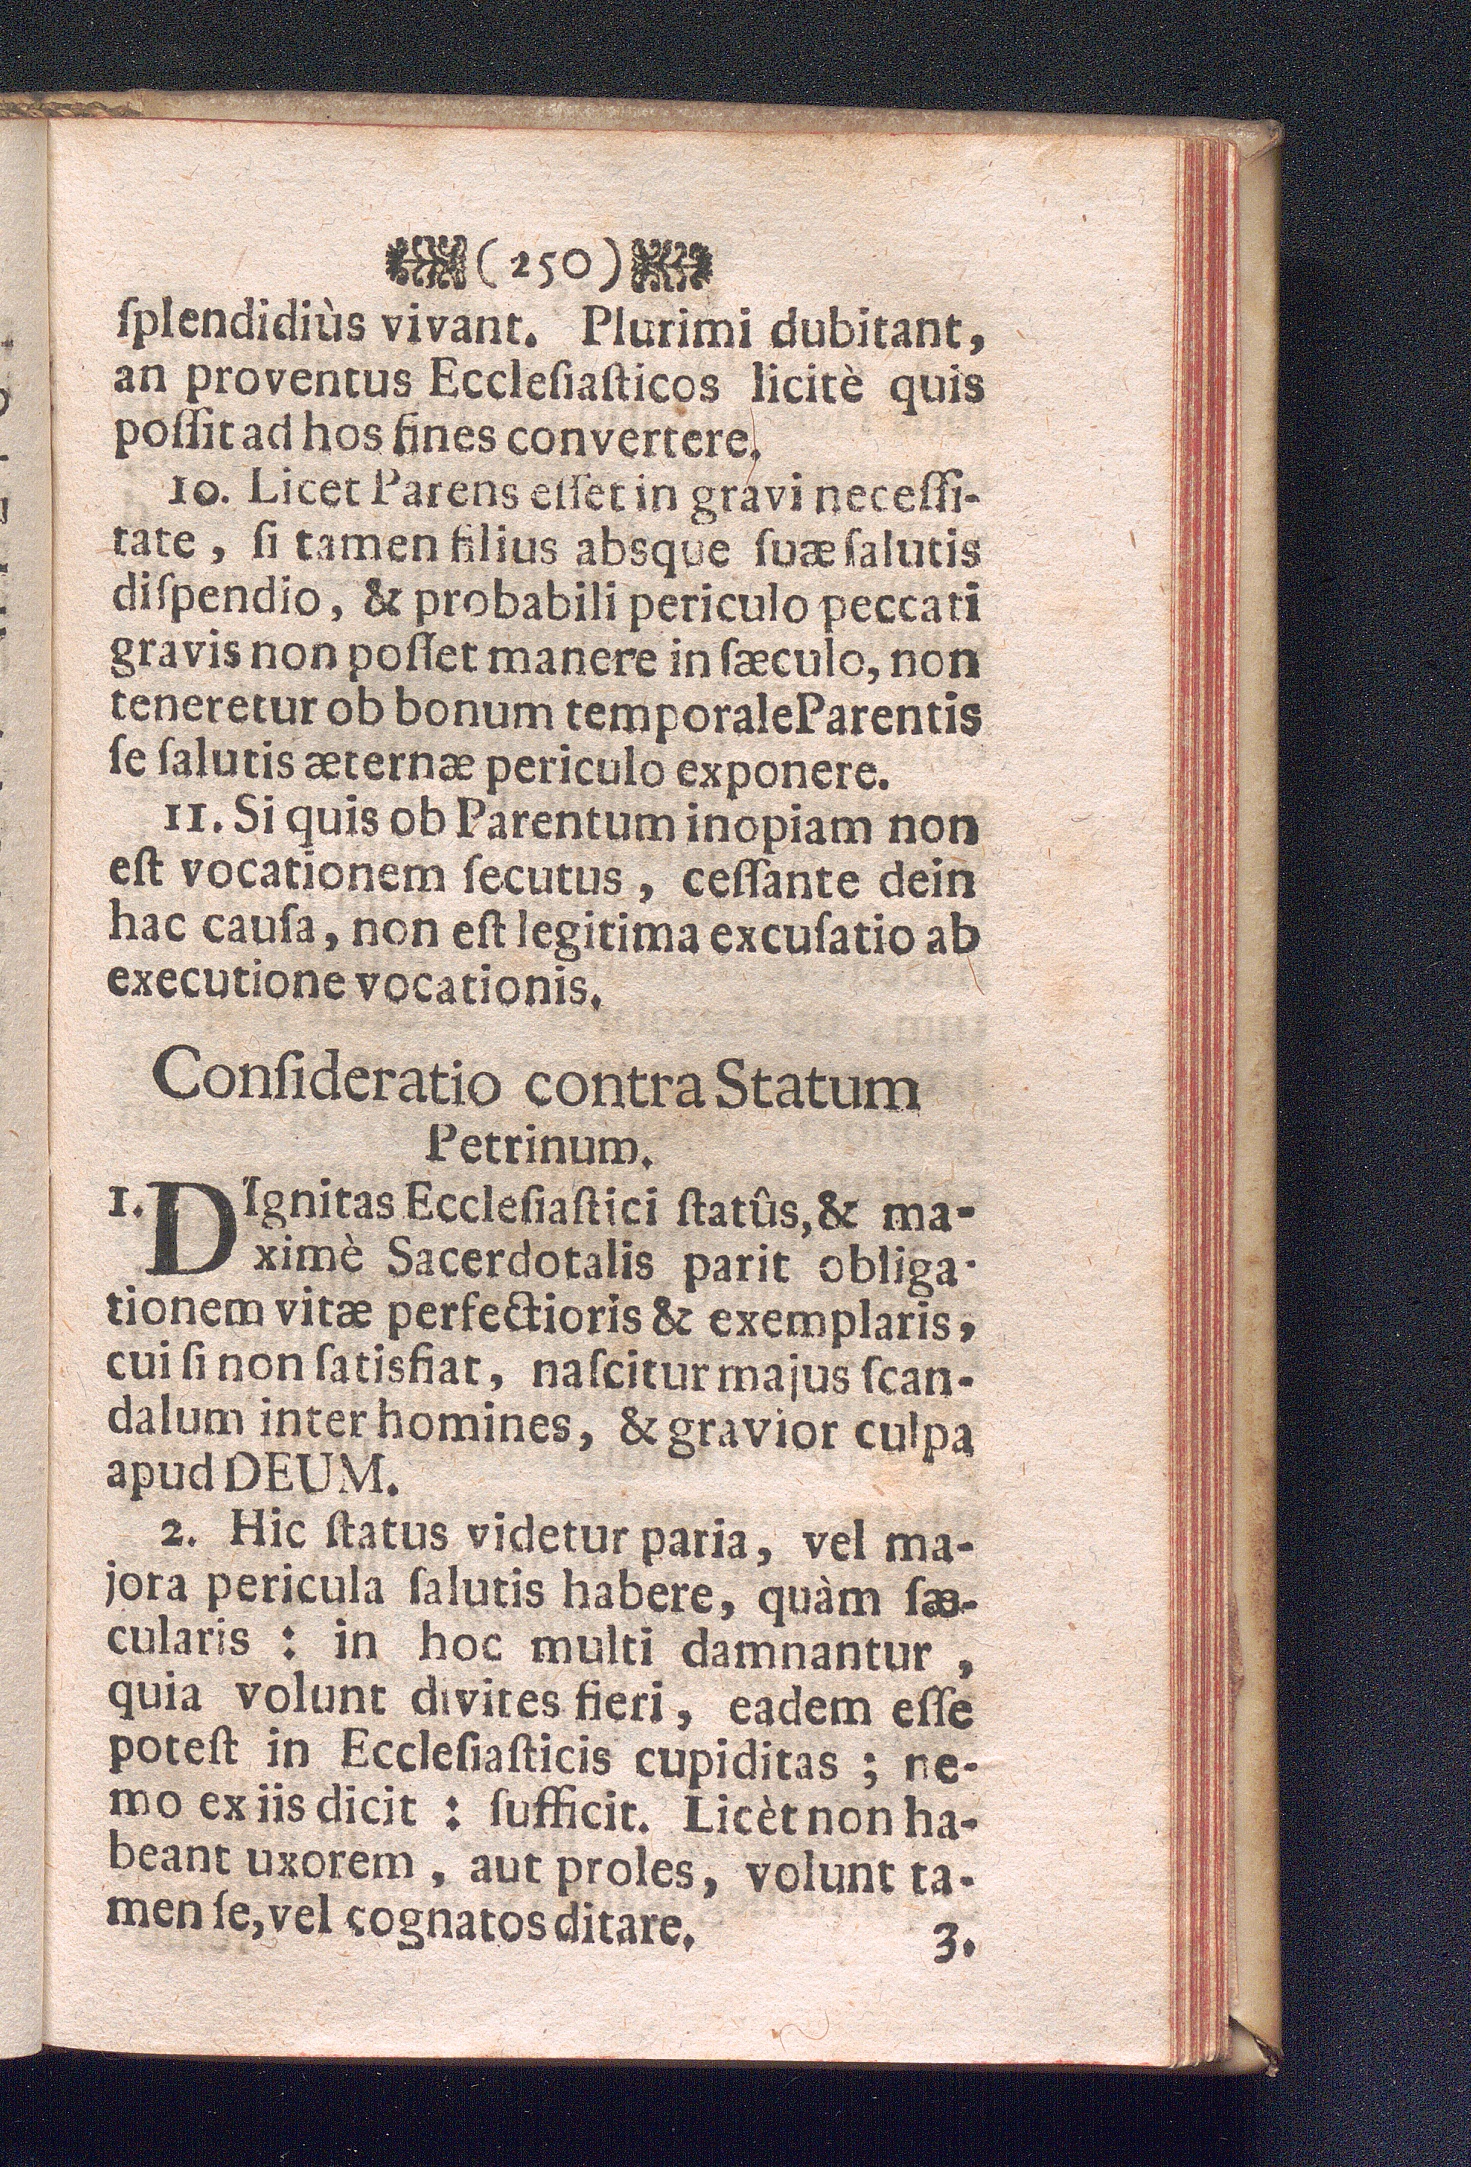 (250)
ſplendidiùs vivant. Plurimi dubitant,
an proventus Eccleſiaſticos licitè quis
poſſit ad hos fines convertere.
10. Licet Parens eſſet in gravi neceſſi-
tate, ſi tamen filius absque ſuæ ſalutis
diſpendio, & probabili periculo peccati
gravis non poſſet manere in ſæculo, non
teneretur ob bonum temporale Parentis
ſe ſalutis æternæ periculo exponere.
11. Si quis ob Parentum inopiam non
eſt vocationem ſecutus, ceſſante dein
hac cauſa, non eſt legitima excuſatio ab
executione vocationis.
Conſideratio contra Statum
Petrinum.
1. DIgnitas Eccleſiaſtici ſtatûs, & ma-
ximè Sacerdotalis parit obliga-
tionem vitæ perfectioris & exemplaris,
cui ſi non ſatisfiat, naſcitur majus ſcan-
dalum inter homines, & gravior culpa
apud DEUM.
2. Hic ſtatus videtur paria, vel ma-
jora pericula ſalutis habere, quàm ſæ-
cularis : in hoc multi damnantur,
quia volunt divites fieri, eadem eſſe
poteſt in Eccleſiaſticis cupiditas ; ne-
mo ex iis dicit : ſufficit. Licèt non ha-
beant uxorem, aut proles, volunt ta-
men ſe, vel cognatos ditare.
3.